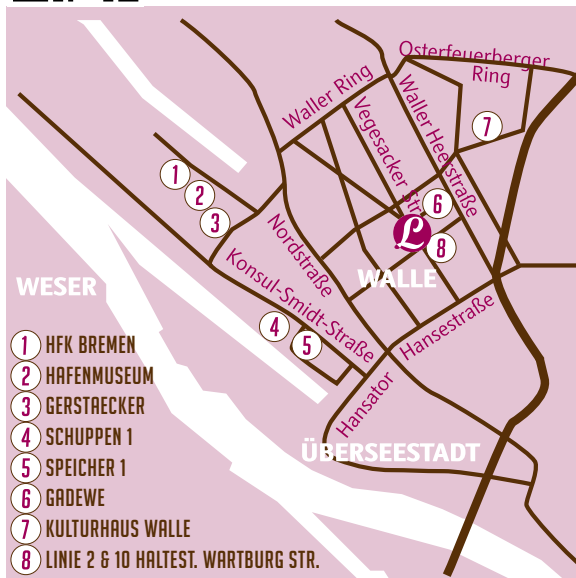 Osterfeuerberger
Ring
Waller Ring
Waller Heerstraße
Vegesacker Str
7
1
2
3
6
L
8
Nordstraße
WALLE
WESER
Konsul-Smidt-Straße
4
5
Hansestraße
Hansator
ÜBERSEESTADT
1 HFK BREMEN
2 HAFENMUSEUM
3 GERSTAECKER
4 SCHUPPEN 1
5 SPEICHER 1
6 GADEWE
7 KULTURHAUS WALLE
8 LINIE 2 & 10 HALTEST. WARTBURG STR.